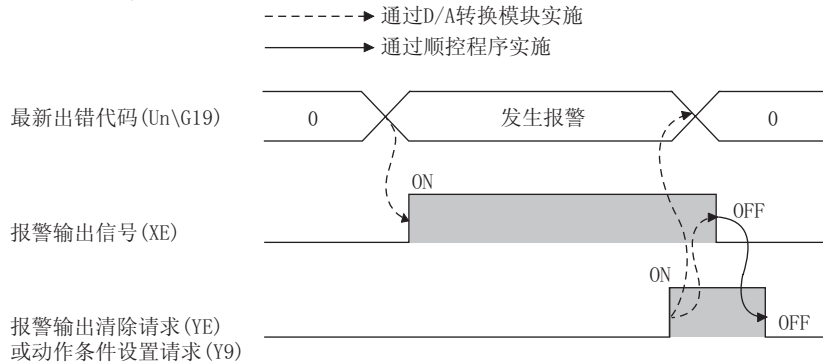 通过D/A转换模块实施
通过顺控程序实施
最新出错代码(Un\G19)
0
发生报警
0
ON
报警输出信号(XE)
OFF
ON
报警输出清除请求(YE)
或动作条件设置请求(Y9)
OFF